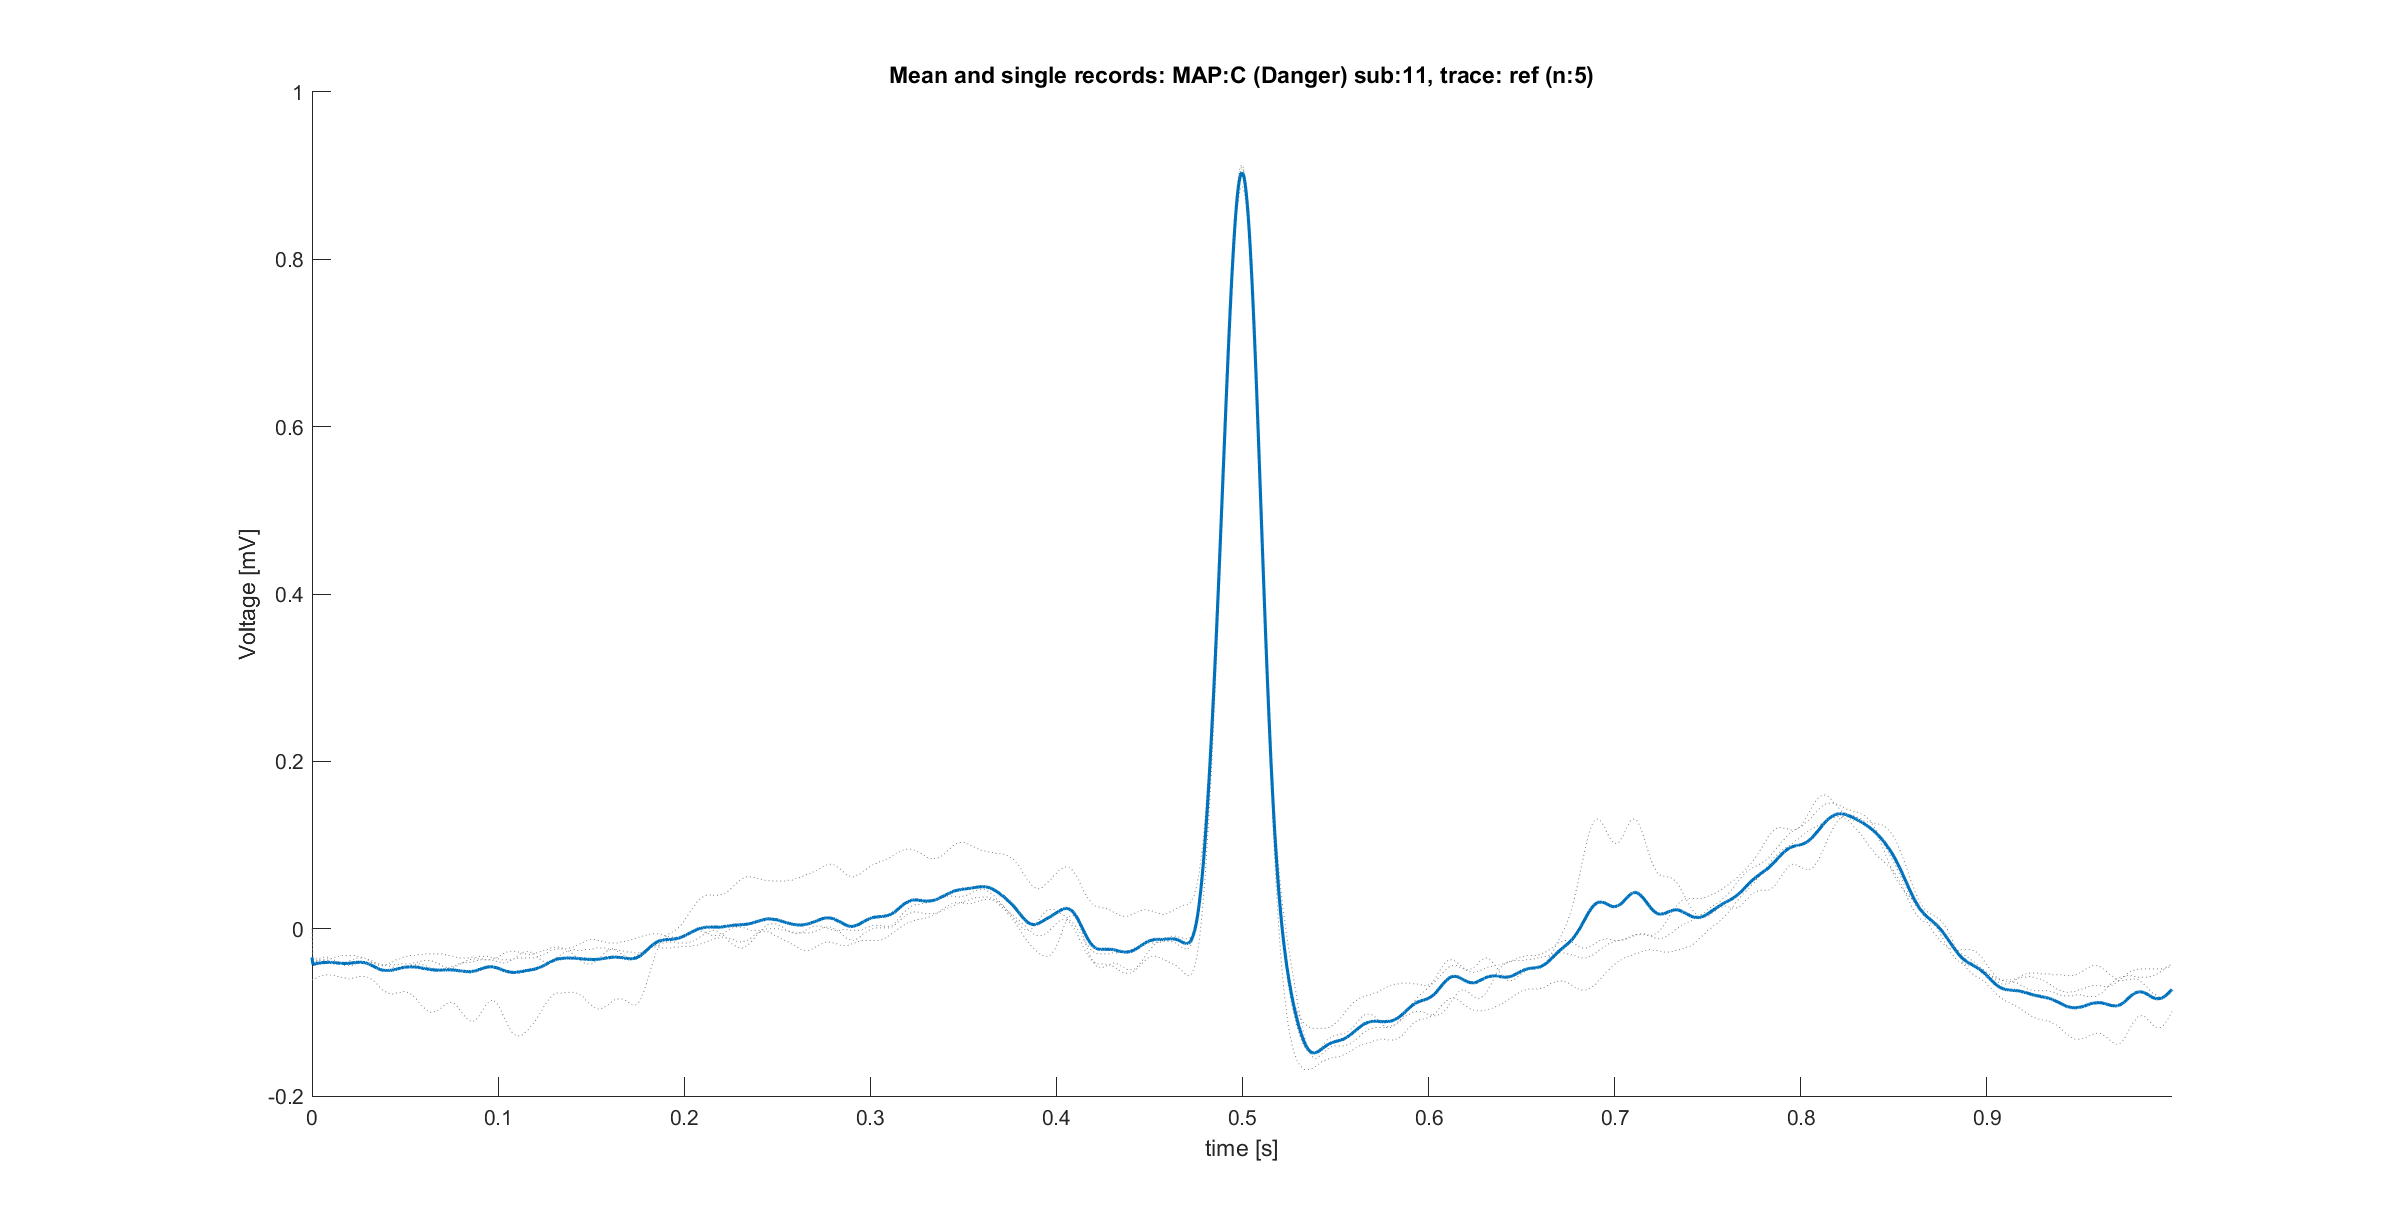 Mean and single records: MAP:C (Danger) sub:11, trace: ref (n:5)
1
0.8
0.6
0.4
0.2
0
-0.2
Voltage [mV]
0 0.1 0.2 0.3 0.4 0.5 0.6 0.7 0.8 0.9
time [s]